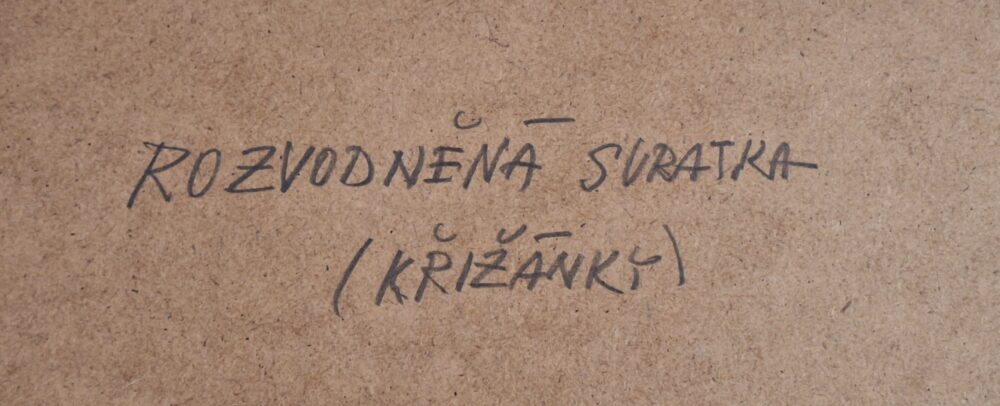 ROZVODNĚNÁ SVRATKA
(KŘIŽÁNKY)